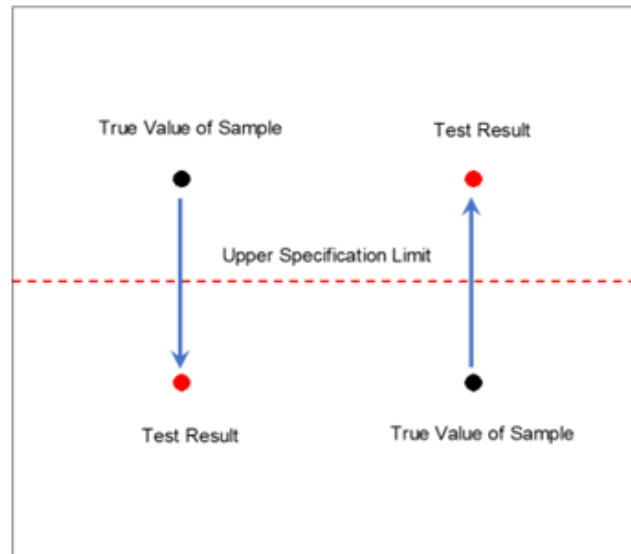 True Value of Sample
Test Result
Upper Specification Limit
Test Result
True Value of Sample